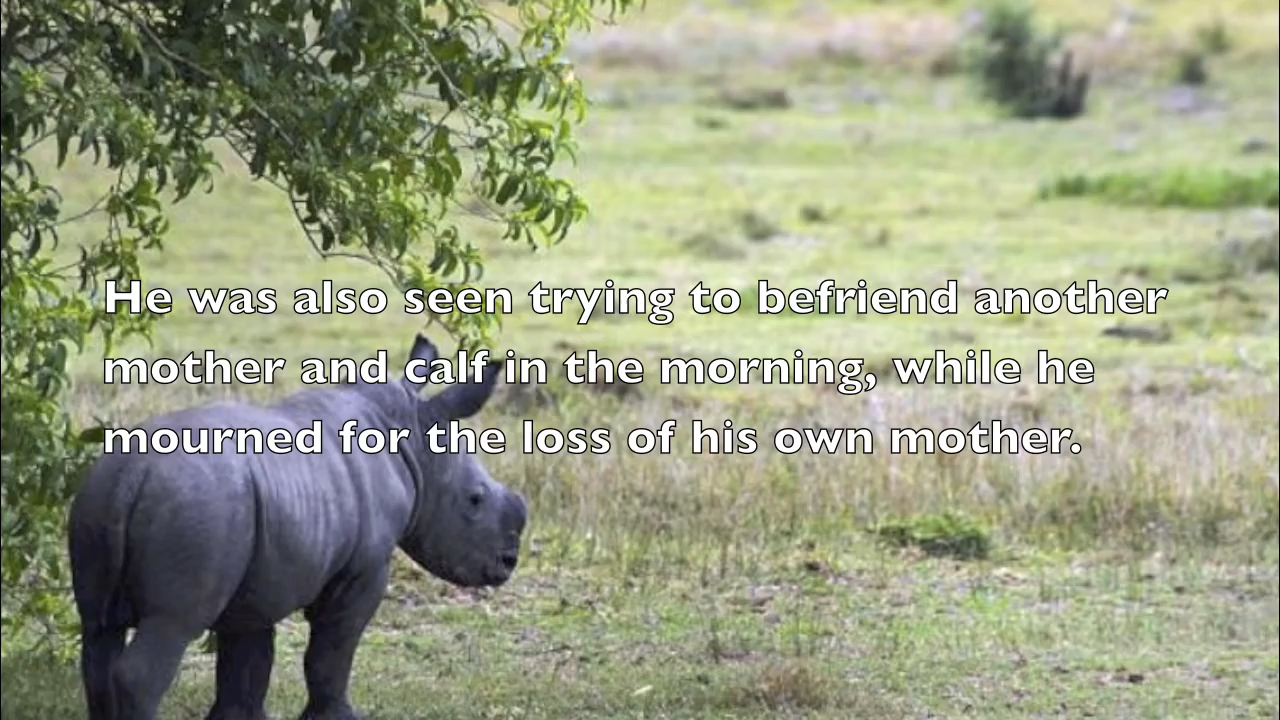 He was also seen trying to befriend another
mother and calf in the morning, while he
mourned for the loss of his own mother.